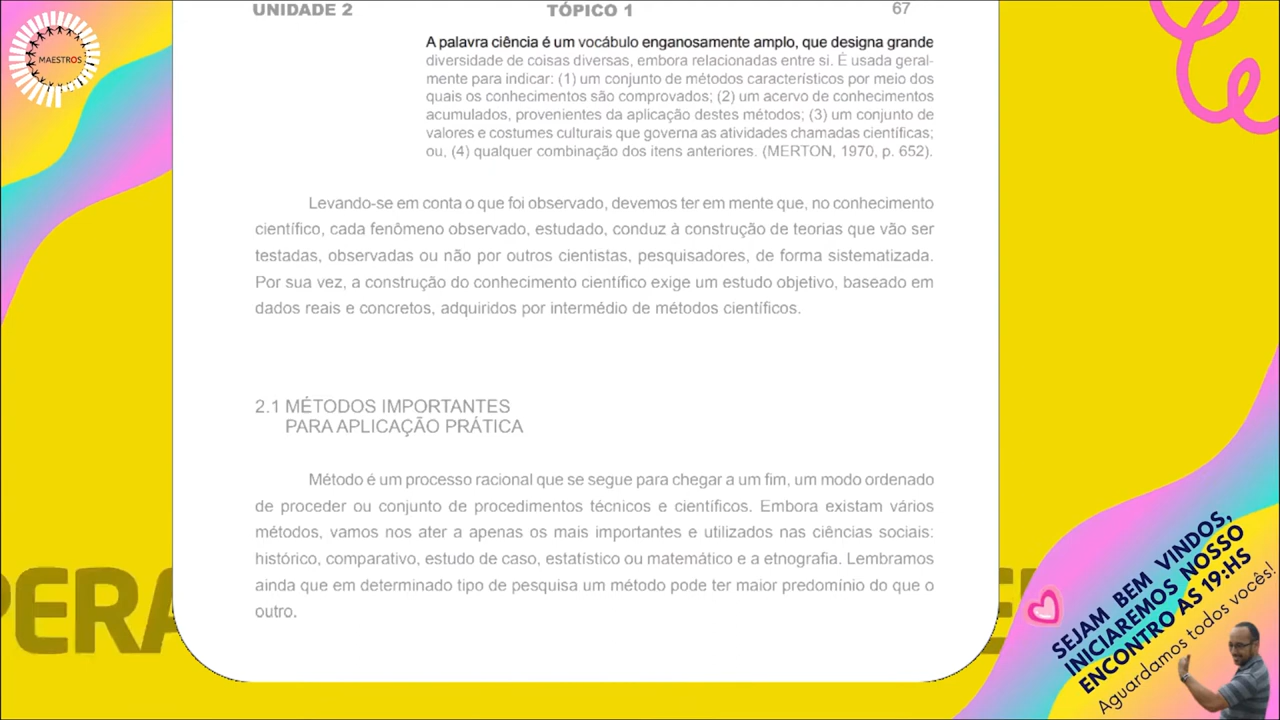 MAESTROS
UNIDADE 2 TÓPICO 1 67
A palavra ciência é um vocábulo enganosamente amplo, que designa grande
diversidade de coisas diversas, embora relacionadas entre si. É usada geral-
mente para indicar: (1) um conjunto de métodos característicos por meio dos
quais os conhecimentos são comprovados; (2) um acervo de conhecimentos
acumulados, provenientes da aplicação destes métodos; (3) um conjunto de
valores e costumes culturais que governa as atividades chamadas científicas;
ou, (4) qualquer combinação dos itens anteriores. (MERTON, 1970, p. 652).
Levando-se em conta o que foi observado, devemos ter em mente que, no conhecimento
científico, cada fenômeno observado, estudado, conduz à construção de teorias que vão ser
testadas, observadas ou não por outros cientistas, pesquisadores, de forma sistematizada.
Por sua vez, a construção do conhecimento científico exige um estudo objetivo, baseado em
dados reais e concretos, adquiridos por intermédio de métodos científicos.
2.1 MÉTODOS IMPORTANTES
PARA APLICAÇÃO PRÁTICA
Método é um processo racional que se segue para chegar a um fim, um modo ordenado
de proceder ou conjunto de procedimentos técnicos e científicos. Embora existam vários
métodos, vamos nos ater a apenas os mais importantes e utilizados nas ciências sociais:
histórico, comparativo, estudo de caso, estatístico ou matemático e a etnografia. Lembramos
ainda que em determinado tipo de pesquisa um método pode ter maior predomínio do que o
outro.
SEJAM BEM VINDOS,
INICIAREMOS NOSSO
ENCONTRO AS 19:HS
Aguardamos todos vocês!